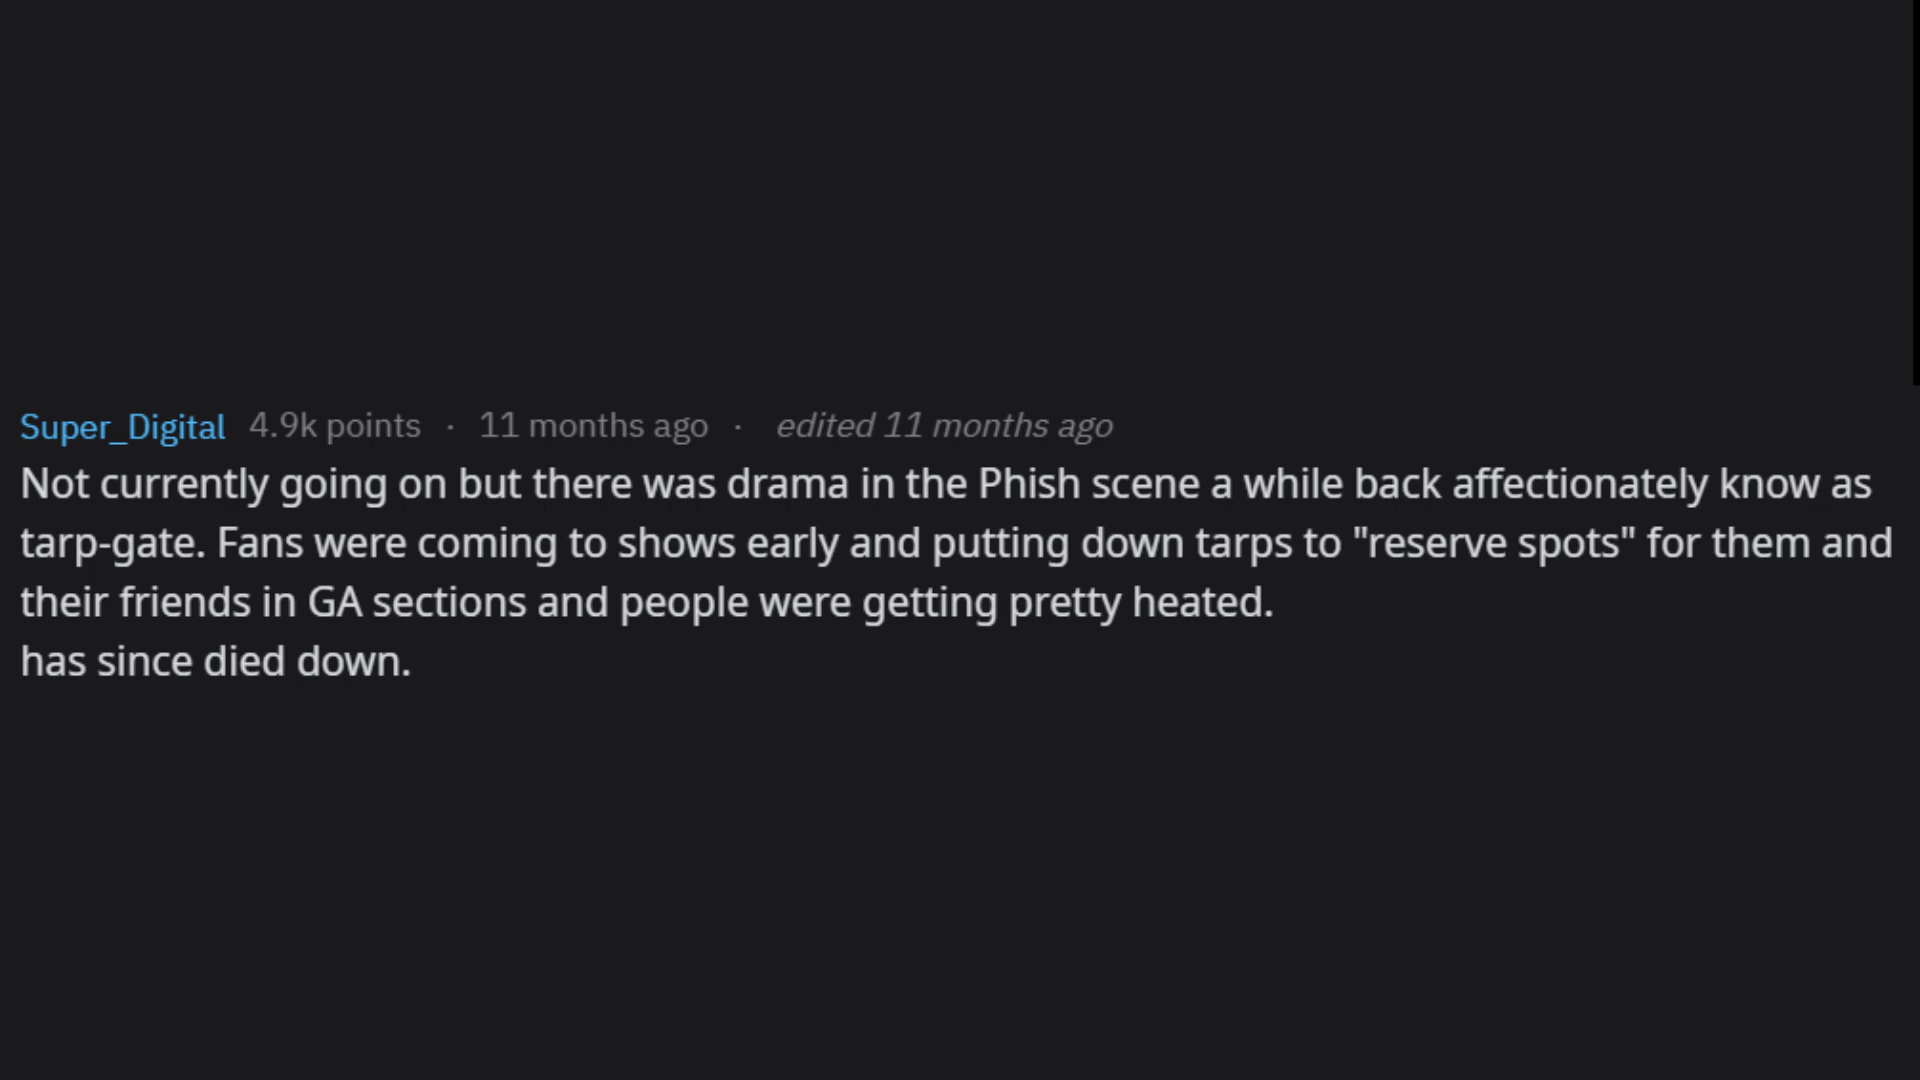 Super_Digital 4.9k points · 11 months ago · edited 11 months ago
Not currently going on but there was drama in the Phish scene a while back affectionately know as
tarp-gate. Fans were coming to shows early and putting down tarps to "reserve spots" for them and
their friends in GA sections and people were getting pretty heated.
has since died down.